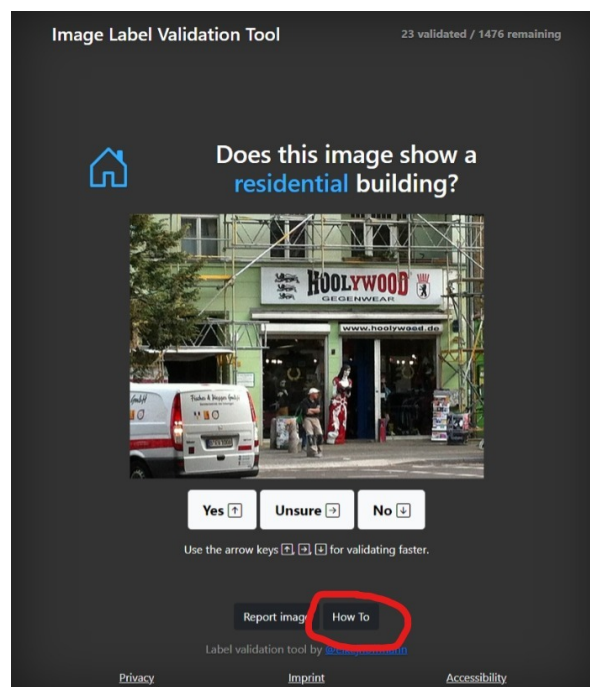 Image Label Validation Tool
23 validated / 1476 remaining
Does this image show a
residential building?
HOOLYWOOD
GEGENWEAR
www.hoolywood.de
Yes ↑ Unsure → No ↓
Use the arrow keys ↑, →, ↓ for validating faster.
Report image How To
Label validation tool by
Privacy Imprint Accessibility